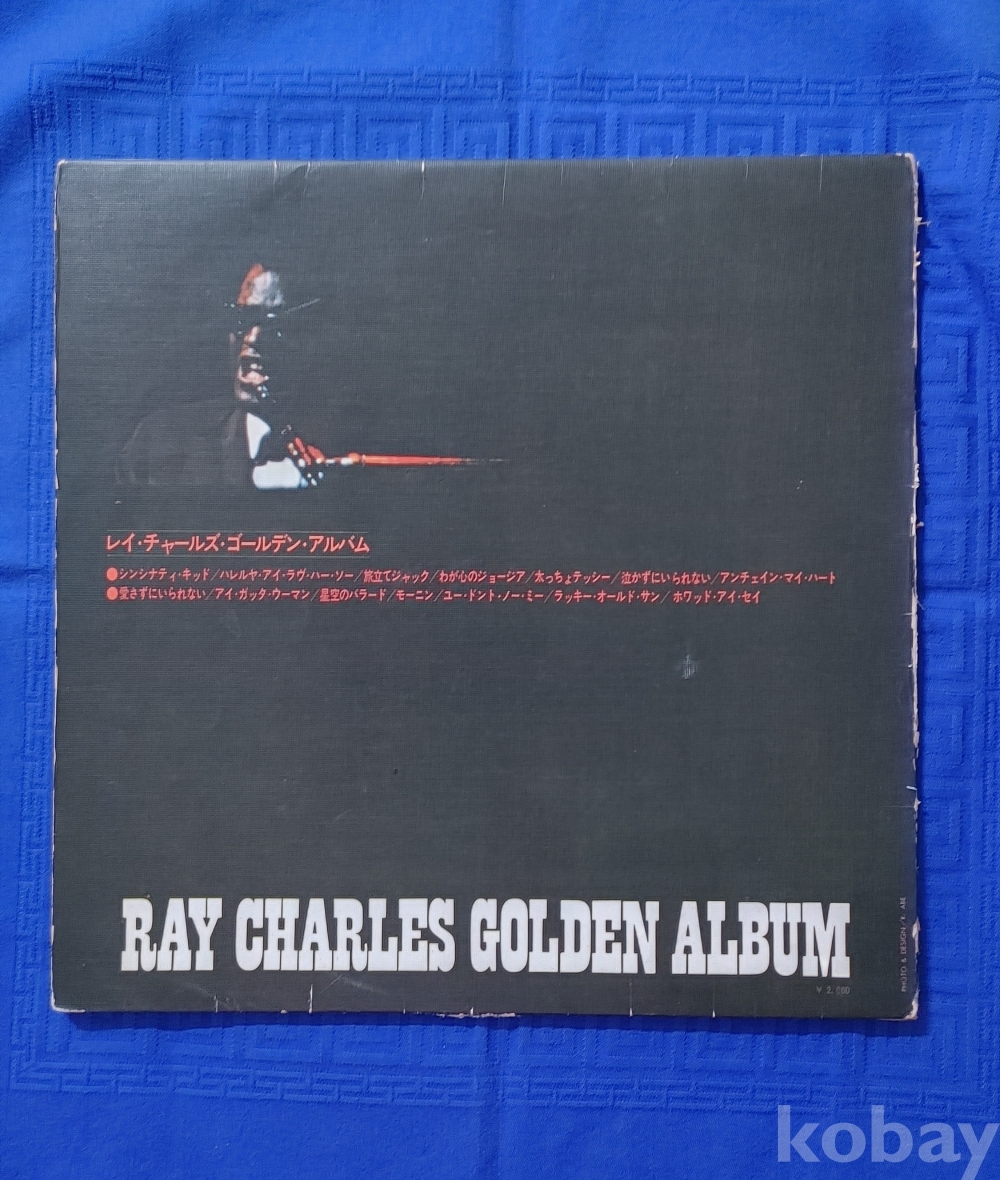 レイ・チャールズ・ゴールデン・アルバム
●シンシナティ・キッド/ハレルヤ・アイ・ラヴ・ハー・ソー/旅立てジャック/わが心のジョージア/太っちょテッシー/泣かずにいられない/アンチェイン・マイ・ハート
●愛さずにいられない/アイ・ガッタ・ウーマン/星空のバラード/モーニン/ユー・ドント・ノー・ミー/ラッキー・オールド・サン/ホワッド・アイ・セイ
RAY CHARLES GOLDEN ALBUM
PHOTO & DESIGN/K. ABE
kobay